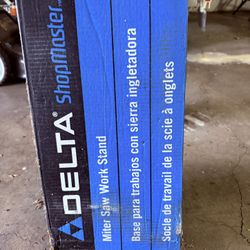 DELTA ShopMaster
Miter Saw Work Stand
Base para trabajos con sierra ingletadora
Socle de travail de la scie à onglets